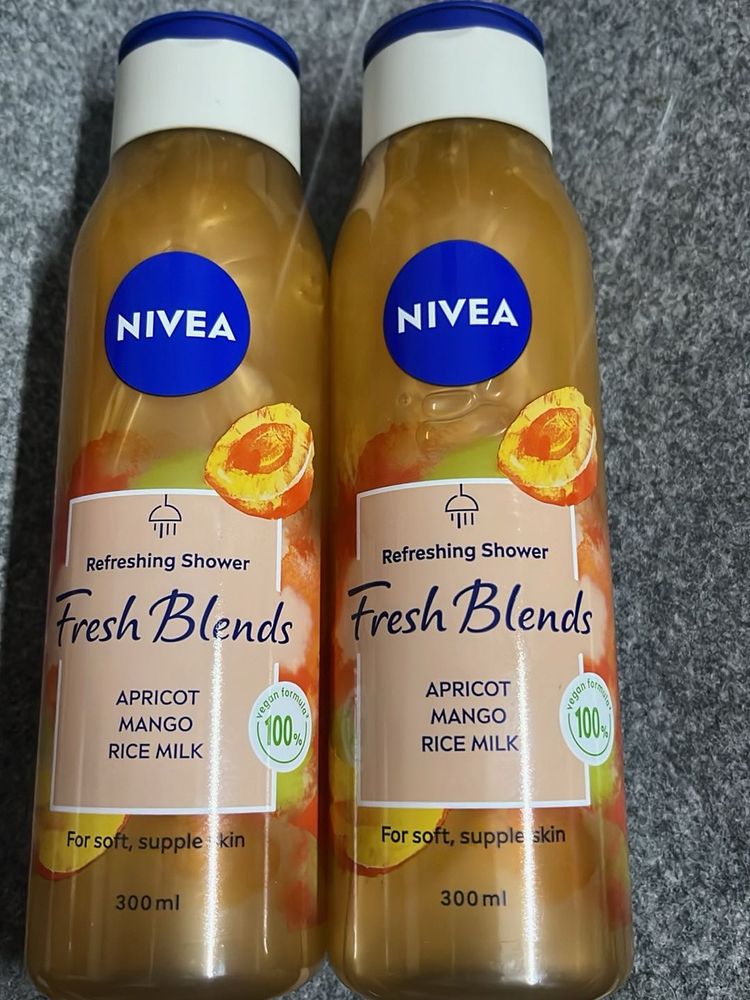 NIVEA
Refreshing Shower
Fresh Blends
APRICOT
MANGO
RICE MILK
vegan formula*
100%
For soft, supple skin
300ml
NIVEA
Refreshing Shower
Fresh Blends
APRICOT
MANGO
RICE MILK
vegan formula*
100%
For soft, supple skin
300ml